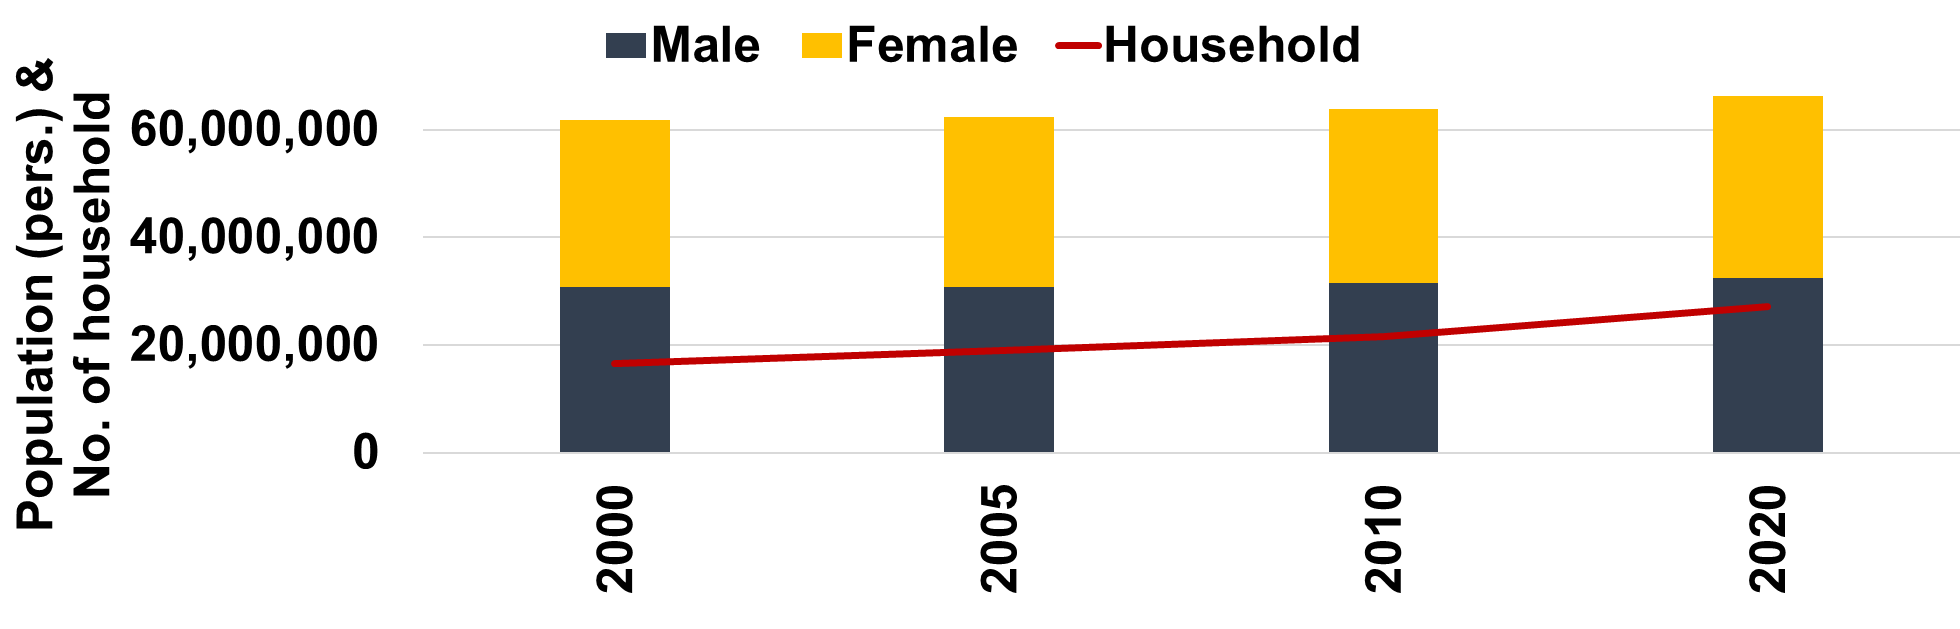 Male Female Household
Population (pers.) &
No. of household
60,000,000
40,000,000
20,000,000
0
2000 2005 2010 2020